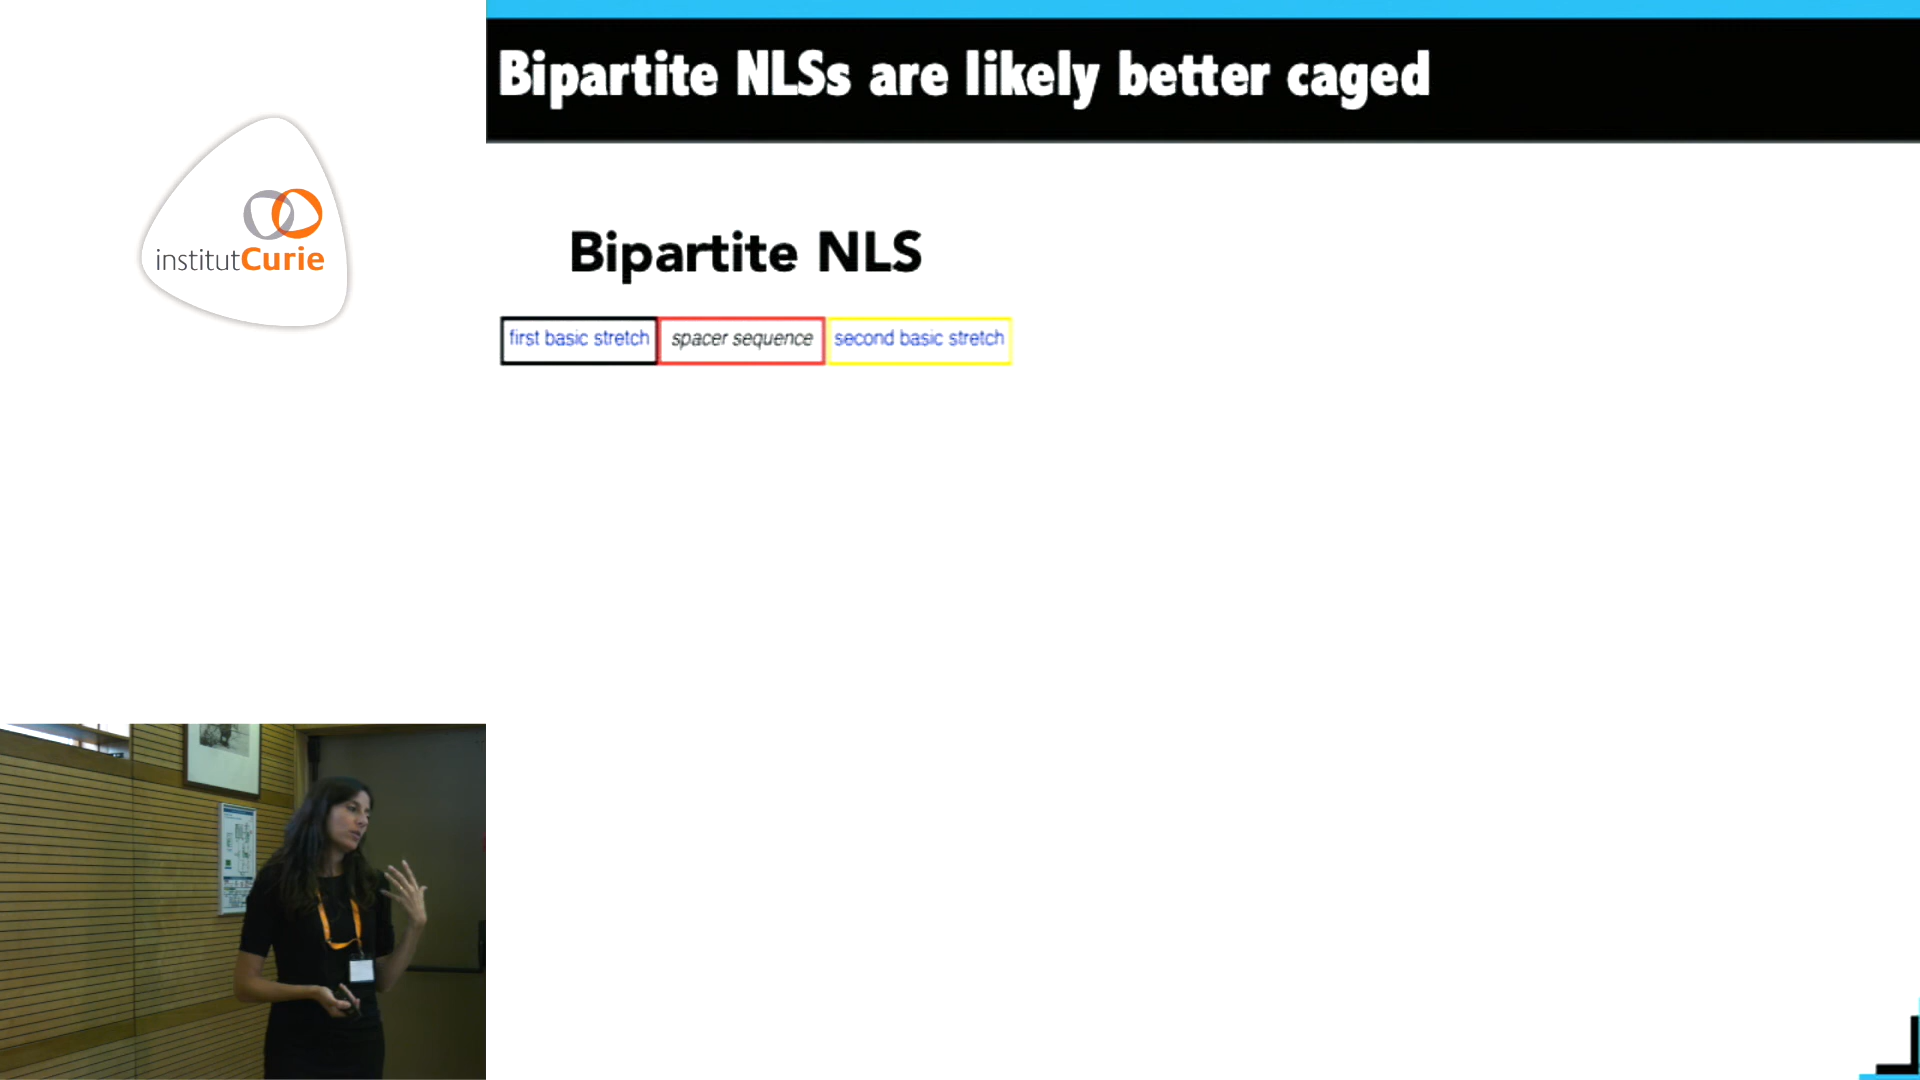 Bipartite NLSs are likely better caged
institutCurie
Bipartite NLS
first basic stretch spacer sequence second basic stretch